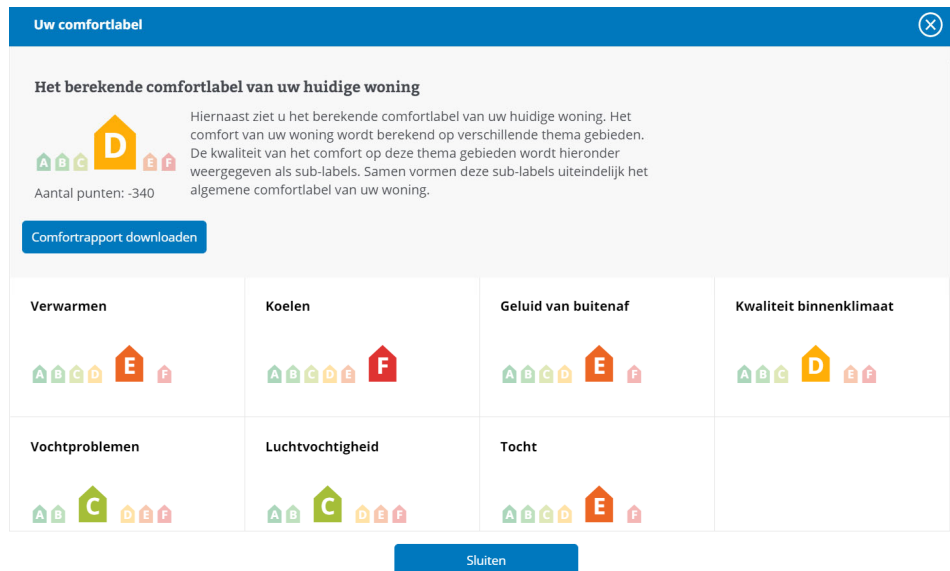 Uw comfortlabel
Het berekende comfortlabel van uw huidige woning
A B C D E F
Aantal punten: -340
Hiernaast ziet u het berekende comfortlabel van uw huidige woning. Het
comfort van uw woning wordt berekend op verschillende thema gebieden.
De kwaliteit van het comfort op deze thema gebieden wordt hieronder
weergegeven als sub-labels. Samen vormen deze sub-labels uiteindelijk het
algemene comfortlabel van uw woning.
Comfortrapport downloaden
Verwarmen
A B C D E F
Koelen
A B C D E F
Geluid van buitenaf
A B C D E F
Kwaliteit binnenklimaat
A B C D E F
Vochtproblemen
A B C D E F
Luchtvochtigheid
A B C D E F
Tocht
A B C D E F
Sluiten